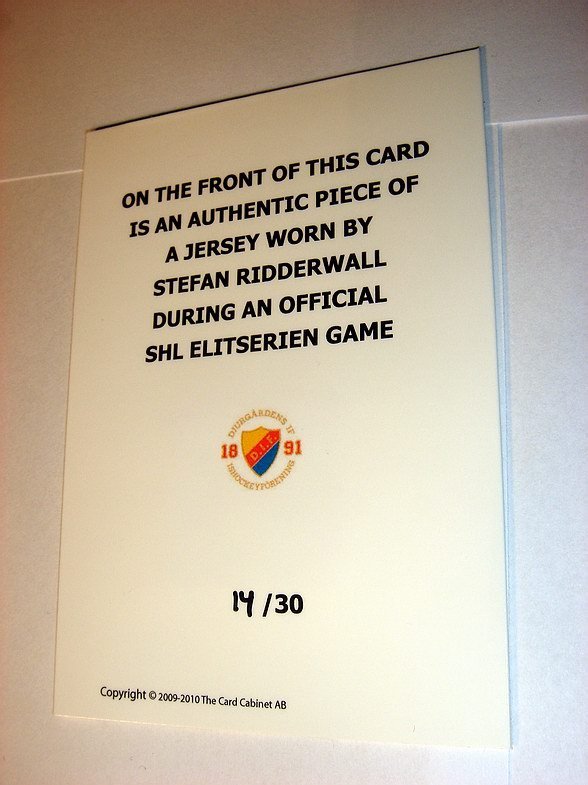 ON THE FRONT OF THIS CARD
IS AN AUTHENTIC PIECE OF
A JERSEY WORN BY
STEFAN RIDDERWALL
DURING AN OFFICIAL
SHL ELITSERIEN GAME
DJURGÅRDENS IF
18 D.I.F. 91
ISHOCKEYFÖRENING
14/30
Copyright © 2009-2010 The Card Cabinet AB